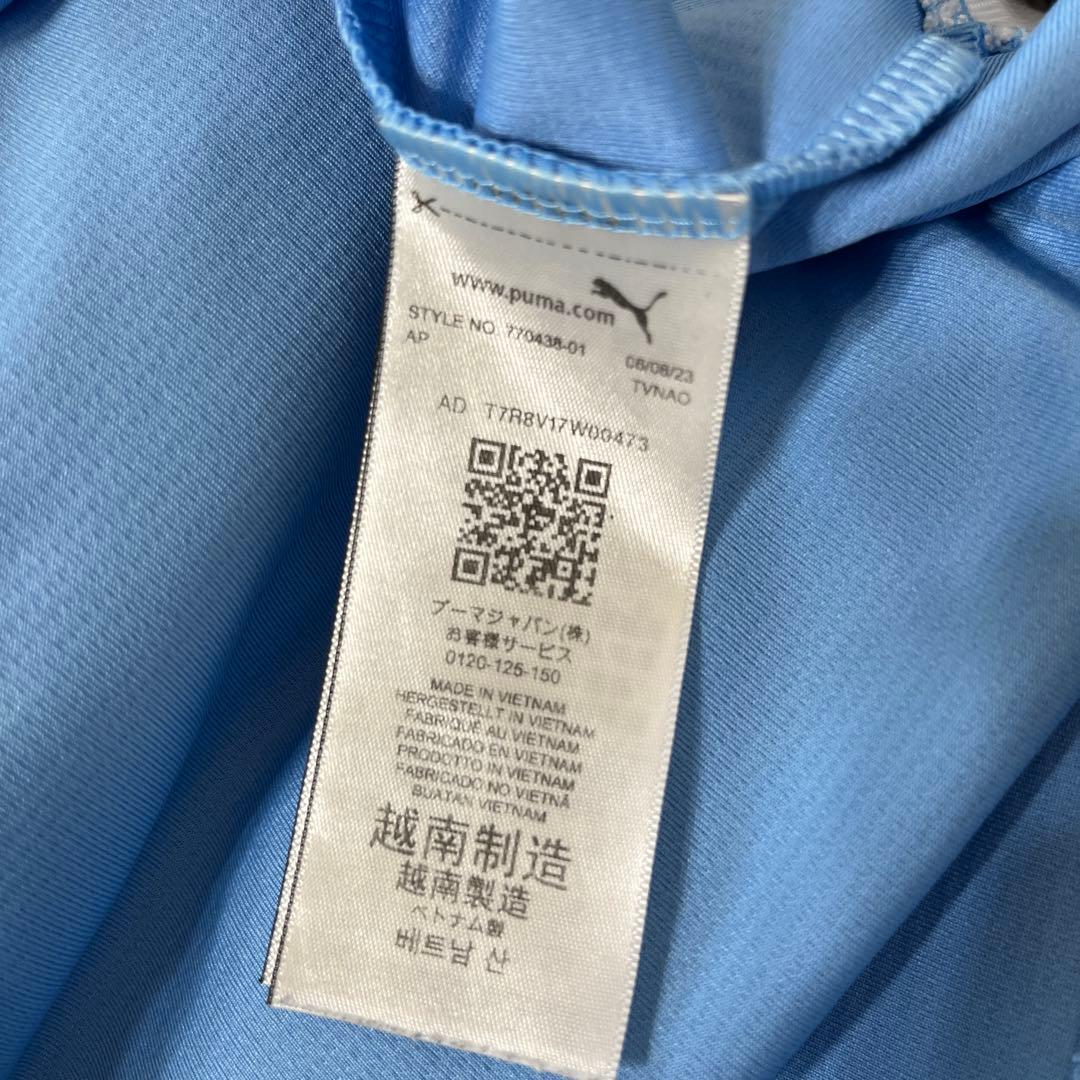 www.puma.com
STYLE NO 770438-01 08/08/23
AP TVNAO
AD T7R8V17W00473
プーマジャパン(株)
お客様サービス
0120-125-150
MADE IN VIETNAM
HERGESTELLT IN VIETNAM
FABRIQUÉ AU VIETNAM
FABRICADO EN VIETNAM
PRODOTTO IN VIETNAM
FABRICADO NO VIETNÃ
BUATAN VIETNAM
越南制造
越南製造
ベトナム製
베트남 산